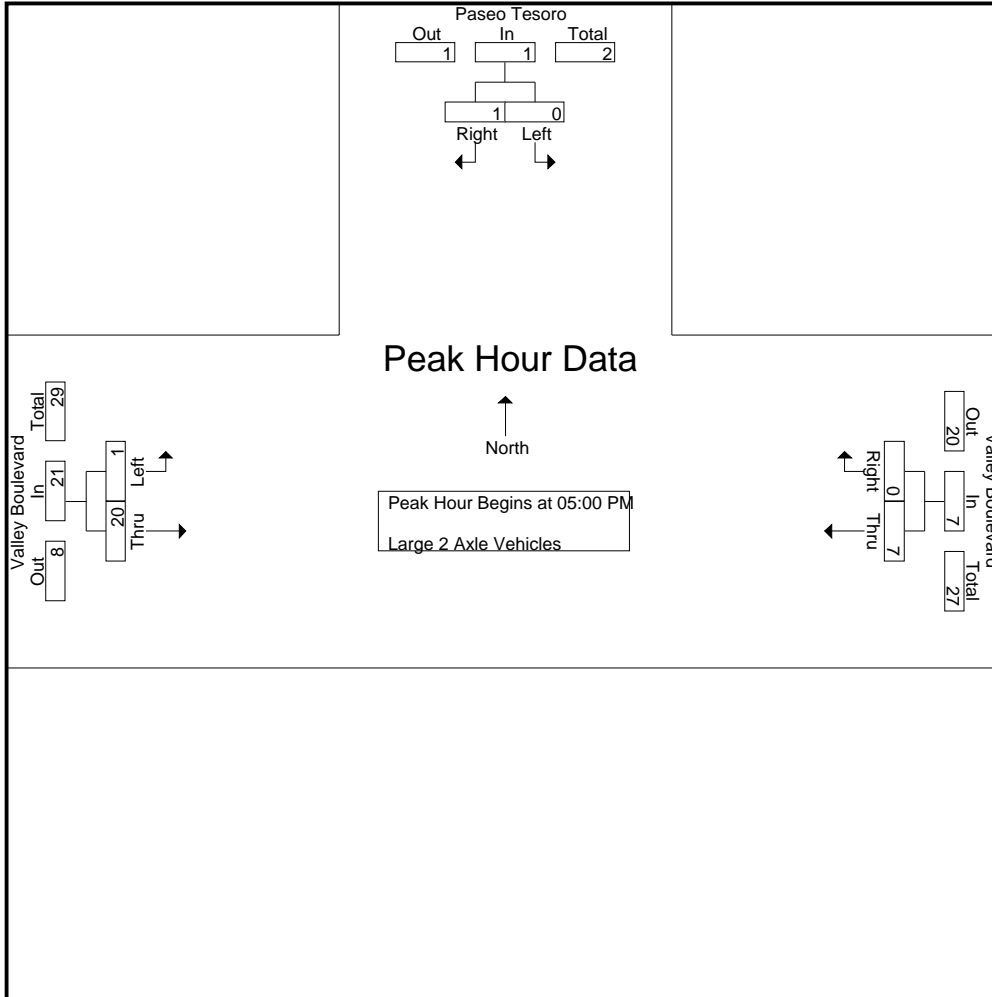 Paseo Tesoro
Out In Total
1 1 2
1 0
Right Left
Peak Hour Data
North
Peak Hour Begins at 05:00 PM
Large 2 Axle Vehicles
Valley Boulevard
Out In Total
8 21 29
20 1
Thru Left
Valley Boulevard
Out In Total
20 7 27
0 7
Right Thru